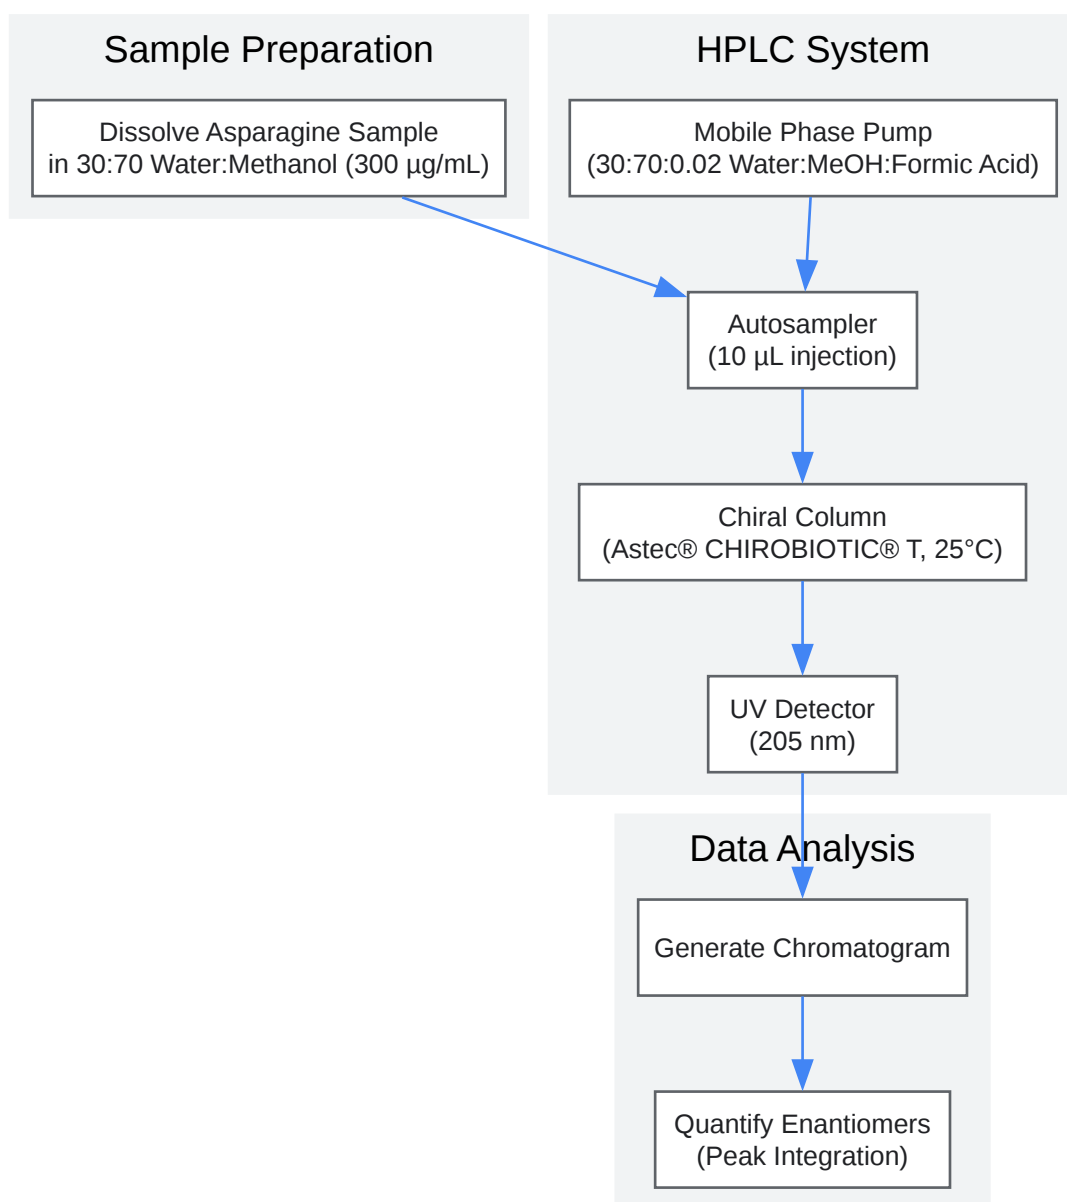 Sample Preparation
Dissolve Asparagine Sample
in 30:70 Water:Methanol (300 µg/mL)
HPLC System
Mobile Phase Pump
(30:70:0.02 Water:MeOH:Formic Acid)
Autosampler
(10 µL injection)
Chiral Column
(Astec® CHIROBIOTIC® T, 25°C)
UV Detector
(205 nm)
Data Analysis
Generate Chromatogram
Quantify Enantiomers
(Peak Integration)